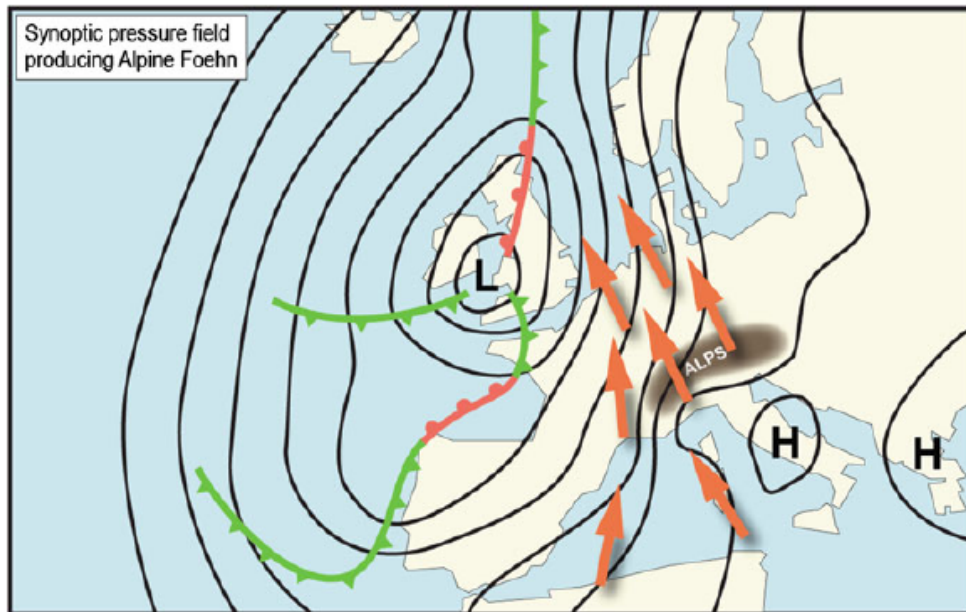 Synoptic pressure field
producing Alpine Foehn
L
ALPS
H
H